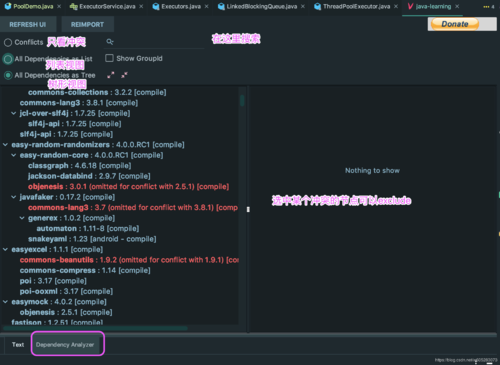 PoolDemo.java
ExecutorService.java
Executors.java
LinkedBlockingQueue.java
ThreadPoolExecutor.java
java-learning
REFRESH UI
REIMPORT
Donate
Conflicts
只看冲突
在这里搜索
All Dependencies as List
Show GroupId
列表视图
All Dependencies as Tree
树形视图
commons-collections : 3.2.2 [compile]
commons-lang3 : 3.8.1 [compile]
jcl-over-slf4j : 1.7.25 [compile]
slf4j-api : 1.7.25 [compile]
slf4j-api : 1.7.25 [compile]
easy-random-randomizers : 4.0.0.RC1 [compile]
easy-random-core : 4.0.0.RC1 [compile]
classgraph : 4.6.18 [compile]
jackson-databind : 2.9.7 [compile]
objenesis : 3.0.1 (omitted for conflict with 2.5.1) [compile]
javafaker : 0.17.2 [compile]
commons-lang3 : 3.7 (omitted for conflict with 3.8.1) [comp
generex : 1.0.2 [compile]
automaton : 1.11-8 [compile]
snakeyaml : 1.23 [android - compile]
easyexcel : 1.1.1 [compile]
commons-beanutils : 1.9.2 (omitted for conflict with 1.9.1) [co
commons-compress : 1.14 [compile]
poi : 3.17 [compile]
poi-ooxml : 3.17 [compile]
easymock : 4.0.2 [compile]
objenesis : 2.5.1 [compile]
fastjson : 1.2.51 [compile]
Nothing to show
选中某个冲突的节点可以exclude
Text
Dependency Analyzer